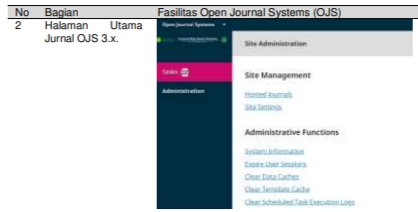 No Bagian Fasilitas Open Journal Systems (OJS)
2 Halaman Utama
Jurnal OJS 3.x.
Open Journal Systems
Site Administration
Tasks
Administration
Site Management
Hosted Journals
Site Settings
Administrative Functions
System Information
Expire User Sessions
Clear Data Caches
Clear Template Cache
Clear Scheduled Task Execution Logs